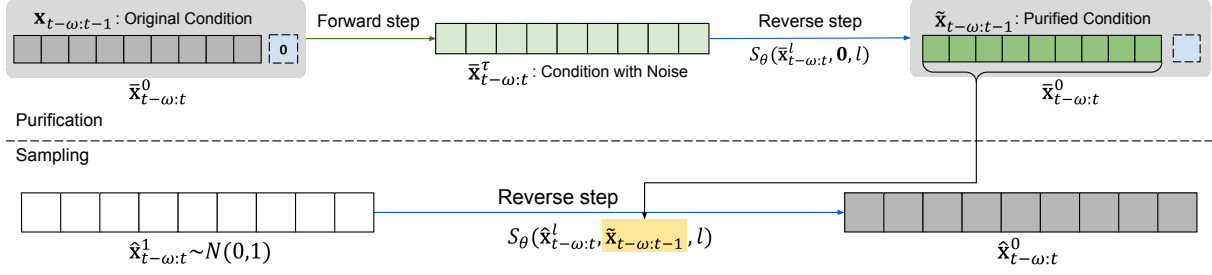 𝐱_{t−ω:t−1} : Original Condition
0
x̄⁰_{t−ω:t}
Forward step
x̄^τ_{t−ω:t} : Condition with Noise
Reverse step
S_θ(x̄^l_{t−ω:t}, 𝟎, l)
x̃_{t−ω:t−1} : Purified Condition
x̄⁰_{t−ω:t}
Purification
Sampling
Reverse step
S_θ(x̂^l_{t−ω:t}, x̃_{t−ω:t−1}, l)
x̂¹_{t−ω:t}~N(0,1)
x̂⁰_{t−ω:t}